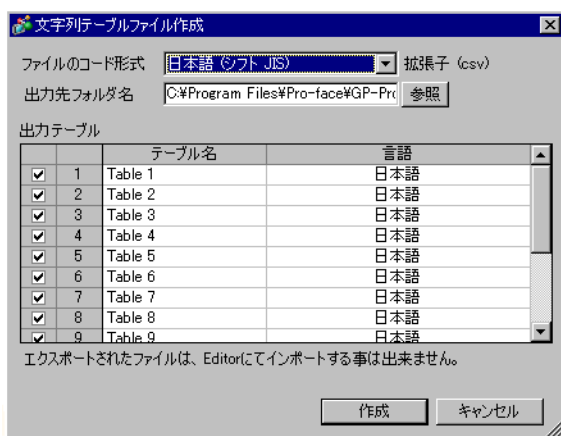 文字列テーブルファイル作成
ファイルのコード形式 日本語 (シフト JIS) 拡張子 (csv)
出力先フォルダ名 C:¥Program Files¥Pro-face¥GP-Pr 参照
出力テーブル
テーブル名 言語
1 Table 1 日本語
2 Table 2 日本語
3 Table 3 日本語
4 Table 4 日本語
5 Table 5 日本語
6 Table 6 日本語
7 Table 7 日本語
8 Table 8 日本語
9 Table 9 日本語
エクスポートされたファイルは、Editorにてインポートする事は出来ません。
作成 キャンセル